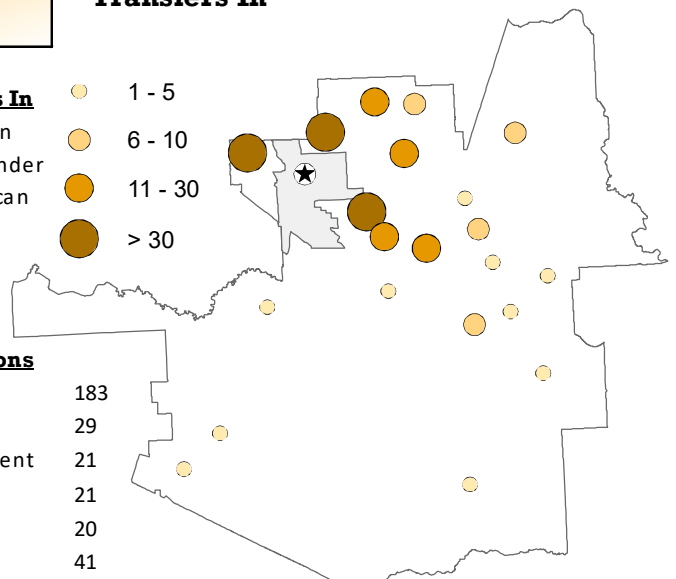 Transfers In
s In
1 - 5
n
6 - 10
nder
11 - 30
can
> 30
ons
183
29
ent 21
21
20
41